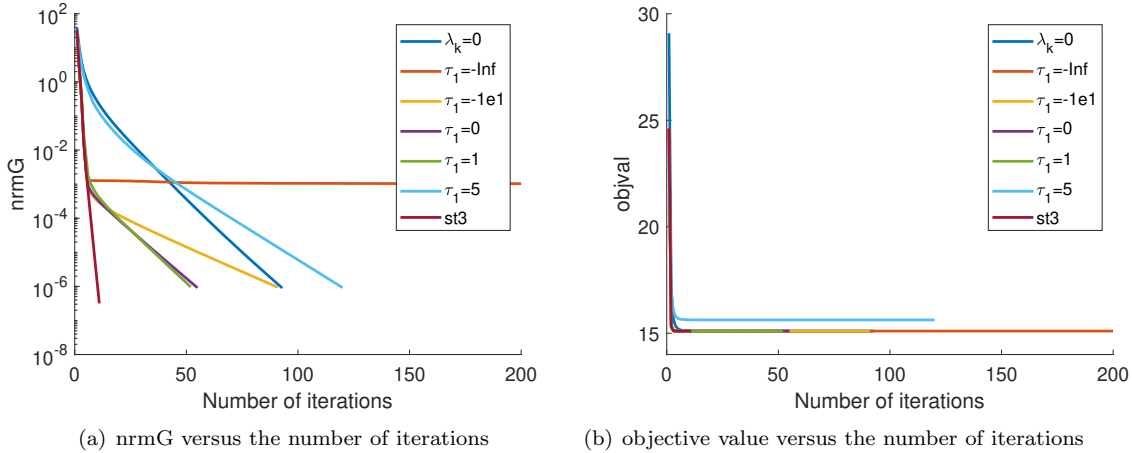 10^2
10^0
10^-2
10^-4
10^-6
10^-8
nrmG
0
50
100
150
200
Number of iterations
λ_k=0
τ_1=-Inf
τ_1=-1e1
τ_1=0
τ_1=1
τ_1=5
st3
(a) nrmG versus the number of iterations
30
25
20
15
objval
0
50
100
150
200
Number of iterations
λ_k=0
τ_1=-Inf
τ_1=-1e1
τ_1=0
τ_1=1
τ_1=5
st3
(b) objective value versus the number of iterations